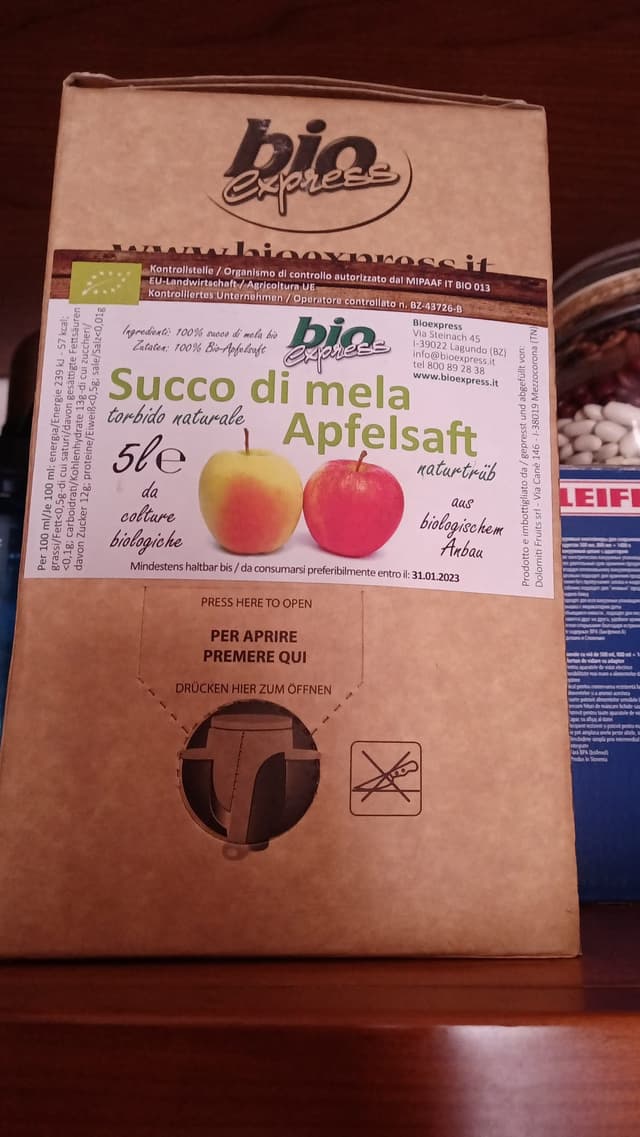 bio
express
www.bioexpress.it
Kontrollstelle / Organismo di controllo autorizzato dal MIPAAF IT BIO 013
EU-Landwirtschaft / Agricoltura UE
Kontrolliertes Unternehmen / Operatore controllato n. BZ-43726-B
Per 100 ml/Je 100 ml: energia/Energie 239 kJ - 57 kcal;
grassi/Fett<0,5g-di cui saturi/davon gesättigte Fettsäuren
<0,1g; carboidrati/Kohlenhydrate 13g-di cui zuccheri/
davon Zucker 12g; proteine/Eiweiß<0,5g; sale/Salz<0,01g
Ingredienti: 100% succo di mela bio
Zutaten: 100% Bio-Apfelsaft
bio
express
Bioexpress
Via Steinach 45
I-39022 Lagundo (BZ)
info@bioexpress.it
tel 800 89 28 38
www.bioexpress.it
Succo di mela
torbido naturale
Apfelsaft
naturtrüb
5l e
da
colture
biologiche
aus
biologischem
Anbau
Mindestens haltbar bis / da consumarsi preferibilmente entro il: 31.01.2023
Prodotto e imbottigliato da / gepresst und abgefüllt von:
Dolomiti Fruits srl - Via Canè 146 - I-38019 Mezzocorona (TN)
PRESS HERE TO OPEN
PER APRIRE
PREMERE QUI
DRÜCKEN HIER ZUM ÖFFNEN
LEIFH